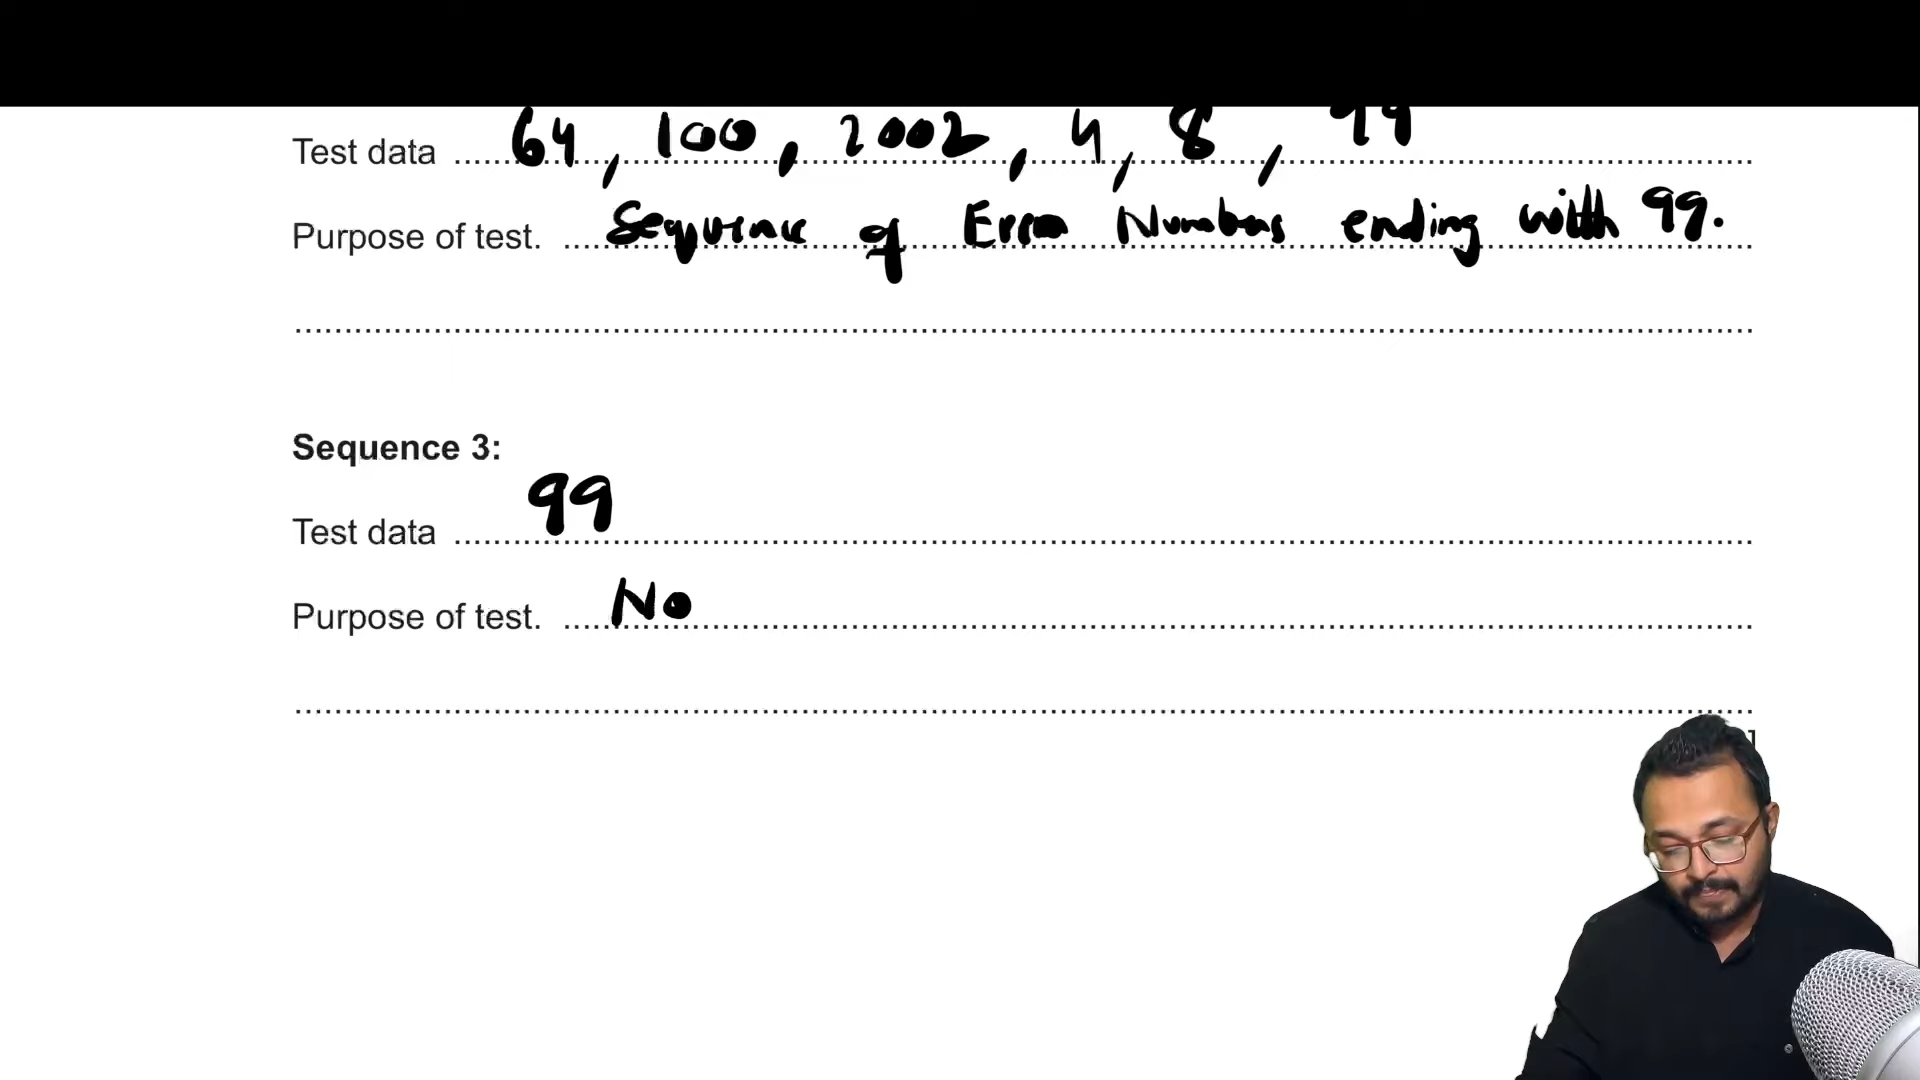 Test data 64, 100, 2002, 4, 8, 99
Purpose of test. Sequence of Numbers ending with 99.
Sequence 3:
Test data 99
Purpose of test. No